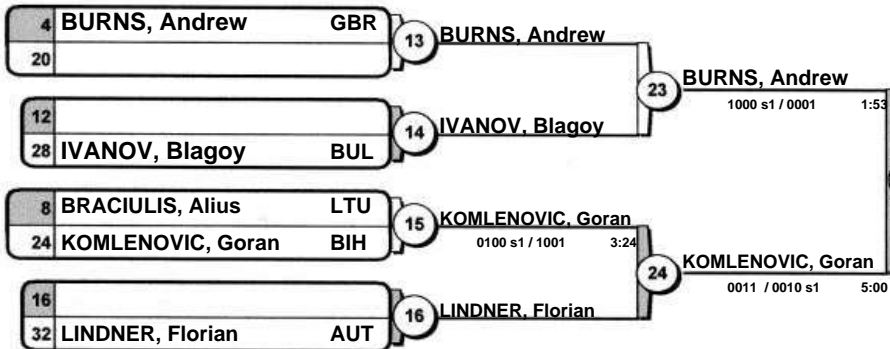 4 BURNS, Andrew GBR
20
13 BURNS, Andrew
12
28 IVANOV, Blagoy BUL
14 IVANOV, Blagoy
23 BURNS, Andrew
1000 s1 / 0001 1:53
8 BRACIULIS, Alius LTU
24 KOMLENOVIC, Goran BIH
15 KOMLENOVIC, Goran
0100 s1 / 1001 3:24
16
32 LINDNER, Florian AUT
16 LINDNER, Florian
24 KOMLENOVIC, Goran
0011 / 0010 s1 5:00